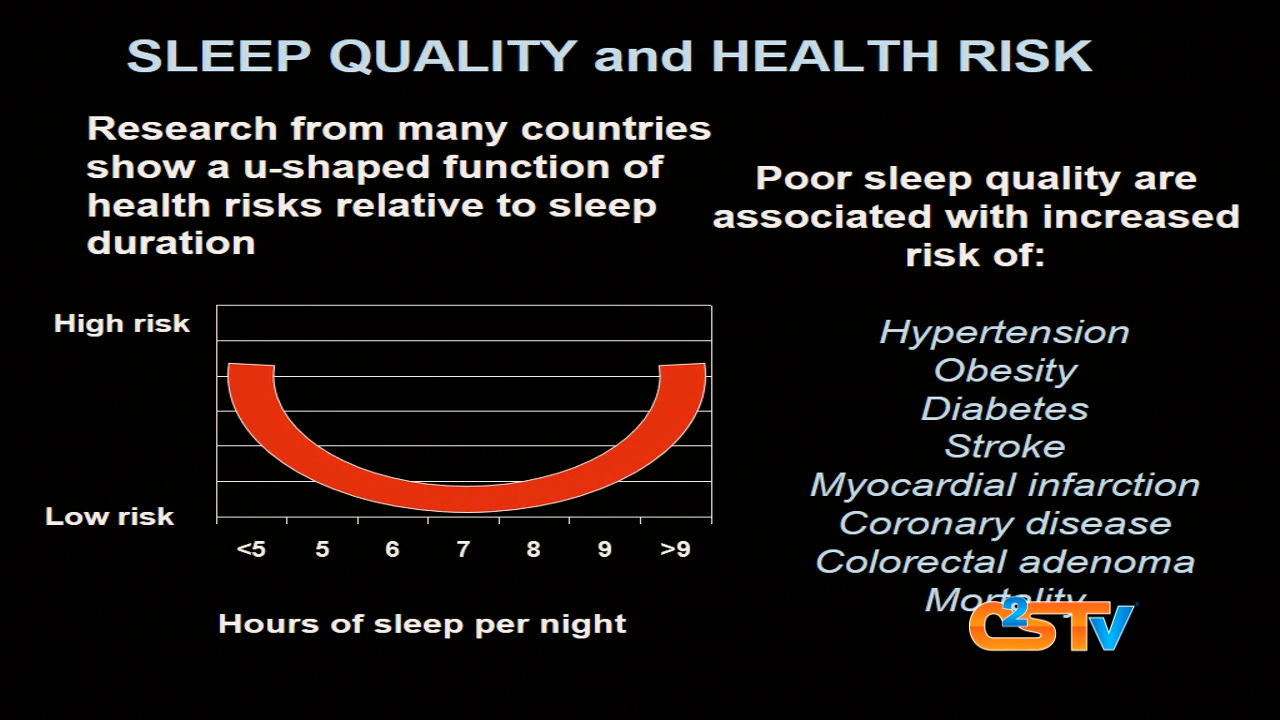 SLEEP QUALITY and HEALTH RISK
Research from many countries
show a u-shaped function of
health risks relative to sleep
duration
High risk
Low risk
<5 5 6 7 8 9 >9
Hours of sleep per night
Poor sleep quality are
associated with increased
risk of:
Hypertension
Obesity
Diabetes
Stroke
Myocardial infarction
Coronary disease
Colorectal adenoma
Mortality
C2STV